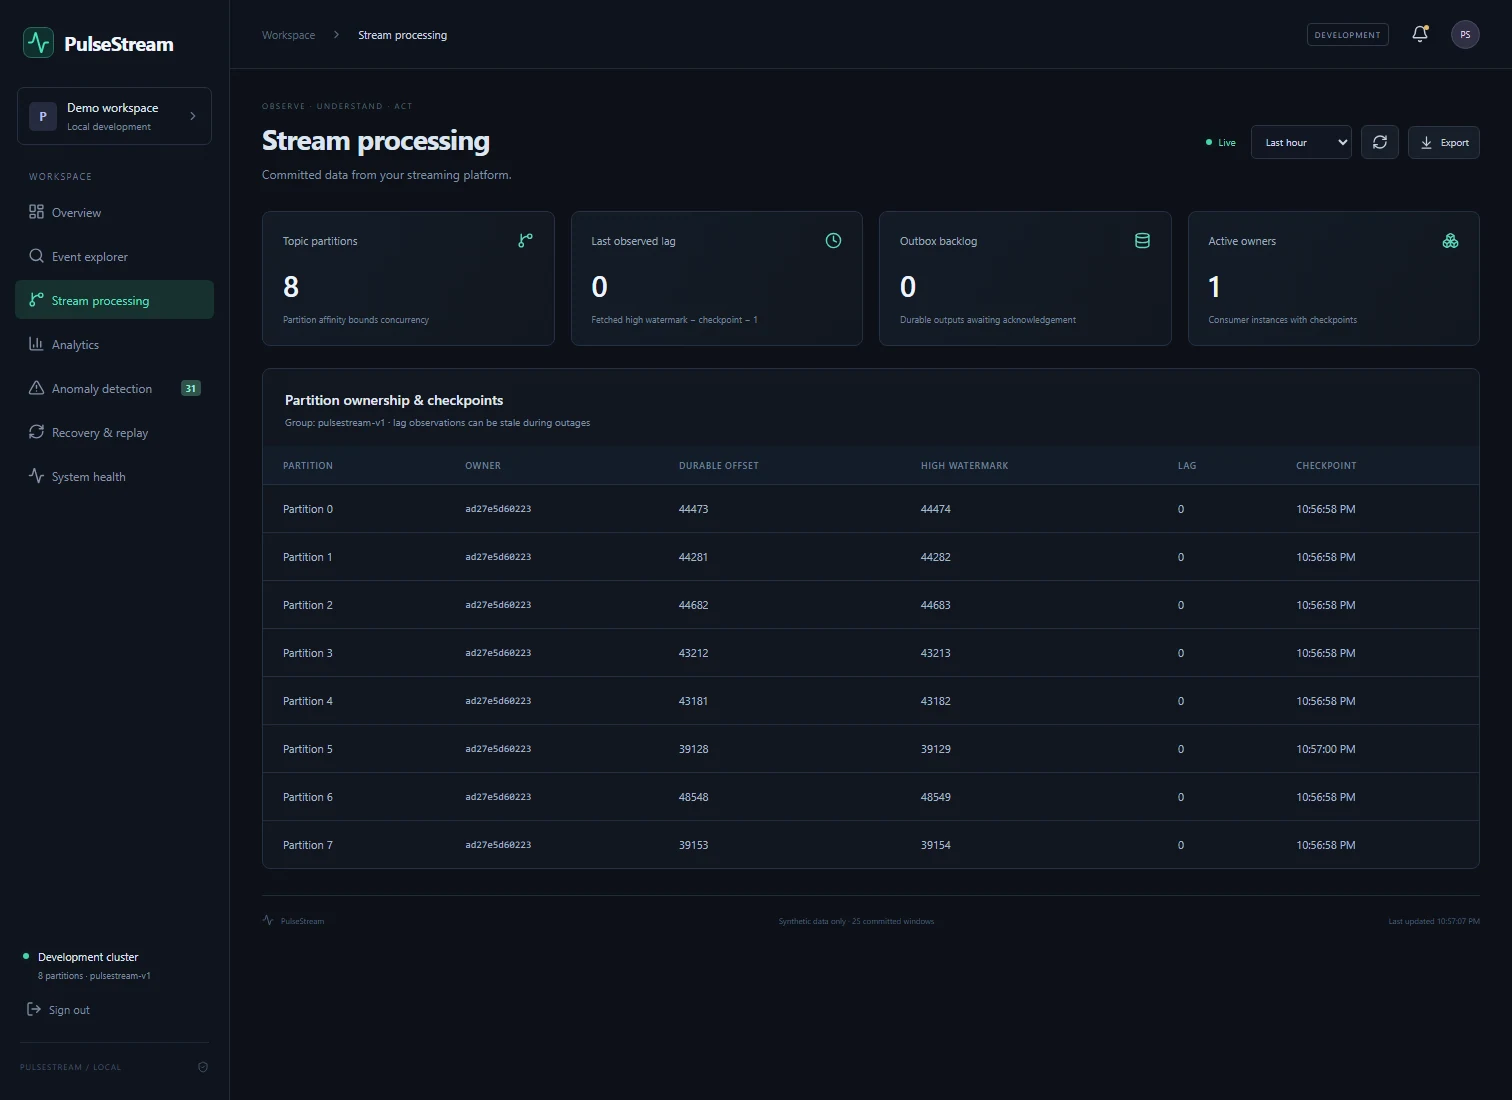 PulseStream
P
Demo workspace
Local development
WORKSPACE
Overview
Event explorer
Stream processing
Analytics
Anomaly detection 31
Recovery & replay
System health
Development cluster
8 partitions · pulsestream-v1
Sign out
PULSESTREAM / LOCAL
Workspace Stream processing
DEVELOPMENT
PS
OBSERVE · UNDERSTAND · ACT
Stream processing
Committed data from your streaming platform.
Live Last hour Export
Topic partitions
8
Partition affinity bounds concurrency
Last observed lag
0
Fetched high watermark − checkpoint − 1
Outbox backlog
0
Durable outputs awaiting acknowledgement
Active owners
1
Consumer instances with checkpoints
Partition ownership & checkpoints
Group: pulsestream-v1 · lag observations can be stale during outages
PARTITION OWNER DURABLE OFFSET HIGH WATERMARK LAG CHECKPOINT
Partition 0 ad27e5d60223 44473 44474 0 10:56:58 PM
Partition 1 ad27e5d60223 44281 44282 0 10:56:58 PM
Partition 2 ad27e5d60223 44682 44683 0 10:56:58 PM
Partition 3 ad27e5d60223 43212 43213 0 10:56:58 PM
Partition 4 ad27e5d60223 43181 43182 0 10:56:58 PM
Partition 5 ad27e5d60223 39128 39129 0 10:57:00 PM
Partition 6 ad27e5d60223 48548 48549 0 10:56:58 PM
Partition 7 ad27e5d60223 39153 39154 0 10:56:58 PM
PulseStream Synthetic data only · 25 committed windows Last updated 10:57:07 PM